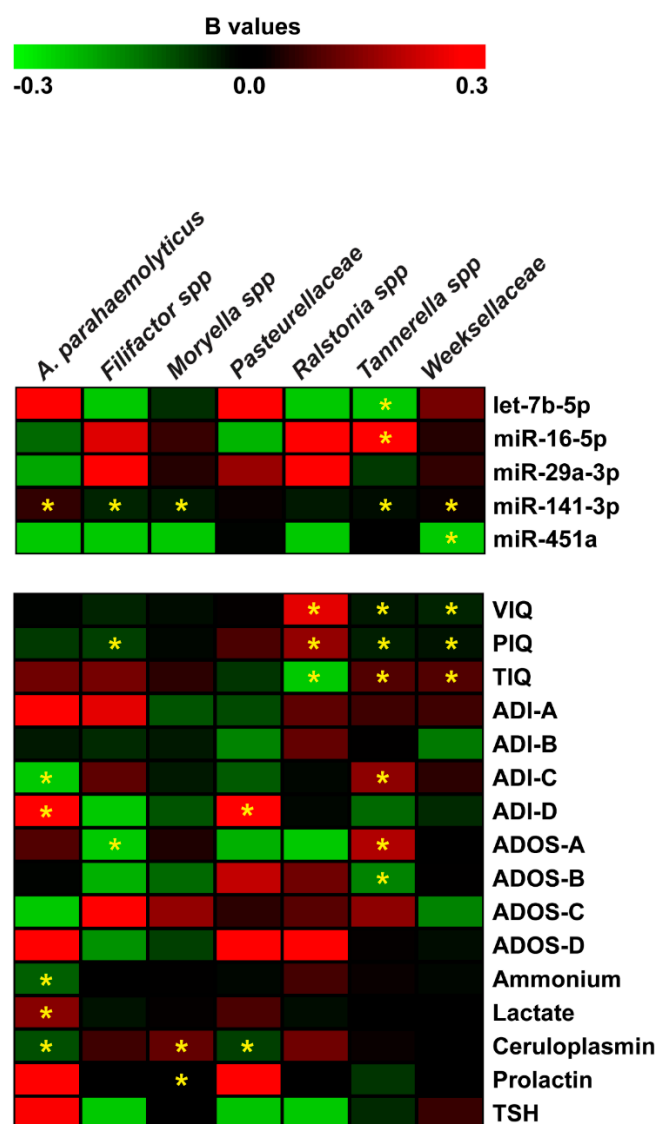 B values
-0.3 0.0 0.3
A. parahaemolyticus
Filifactor spp
Moryella spp
Pasteurellaceae
Ralstonia spp
Tannerella spp
Weeksellaceae
* let-7b-5p
* miR-16-5p
miR-29a-3p
* * * * * miR-141-3p
* miR-451a
* * * VIQ
* * * * PIQ
* * * TIQ
ADI-A
ADI-B
* * ADI-C
* * ADI-D
* * ADOS-A
* ADOS-B
ADOS-C
ADOS-D
* Ammonium
* Lactate
* * * Ceruloplasmin
* Prolactin
TSH